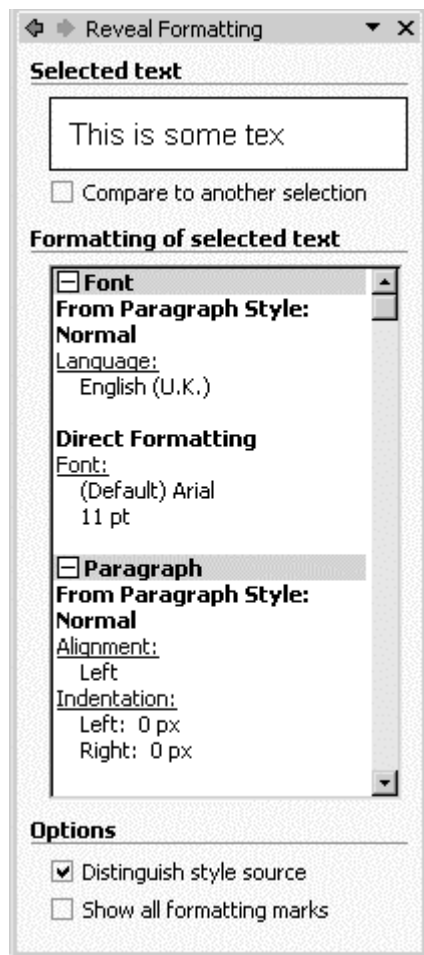 Reveal Formatting
Selected text
This is some tex
Compare to another selection
Formatting of selected text
Font
From Paragraph Style:
Normal
Language:
English (U.K.)
Direct Formatting
Font:
(Default) Arial
11 pt
Paragraph
From Paragraph Style:
Normal
Alignment:
Left
Indentation:
Left: 0 px
Right: 0 px
Options
Distinguish style source
Show all formatting marks